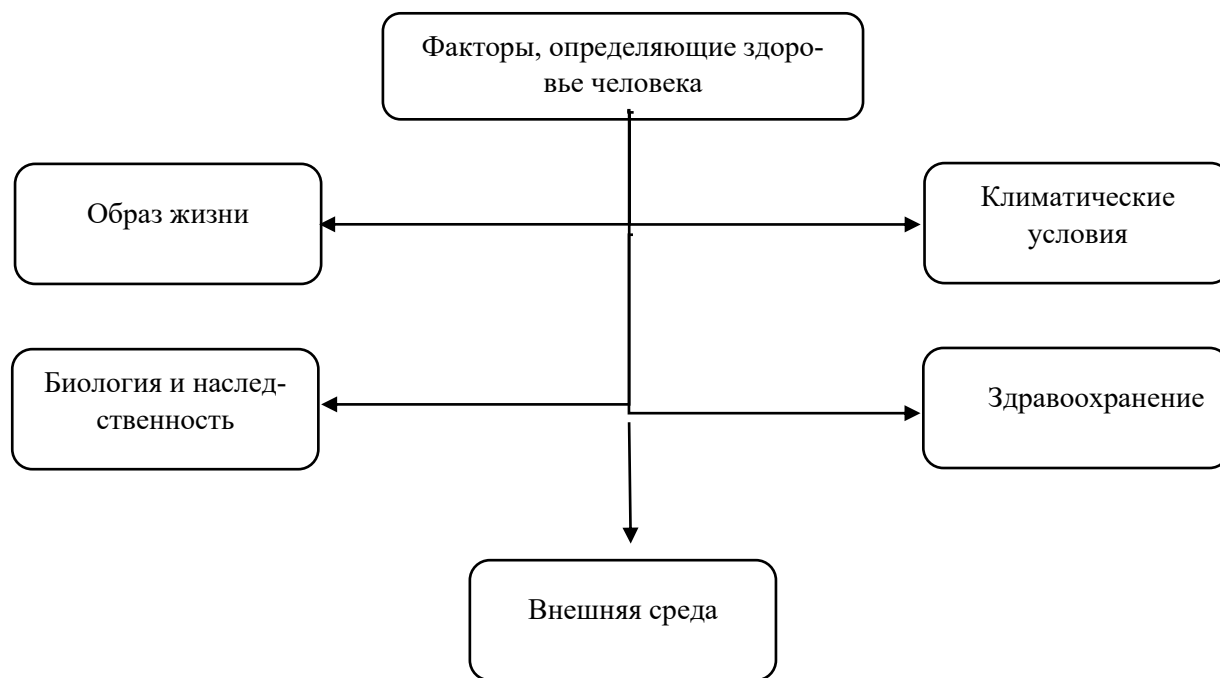 Факторы, определяющие здоро-
вье человека
Образ жизни
Климатические
условия
Биология и наслед-
ственность
Здравоохранение
Внешняя среда